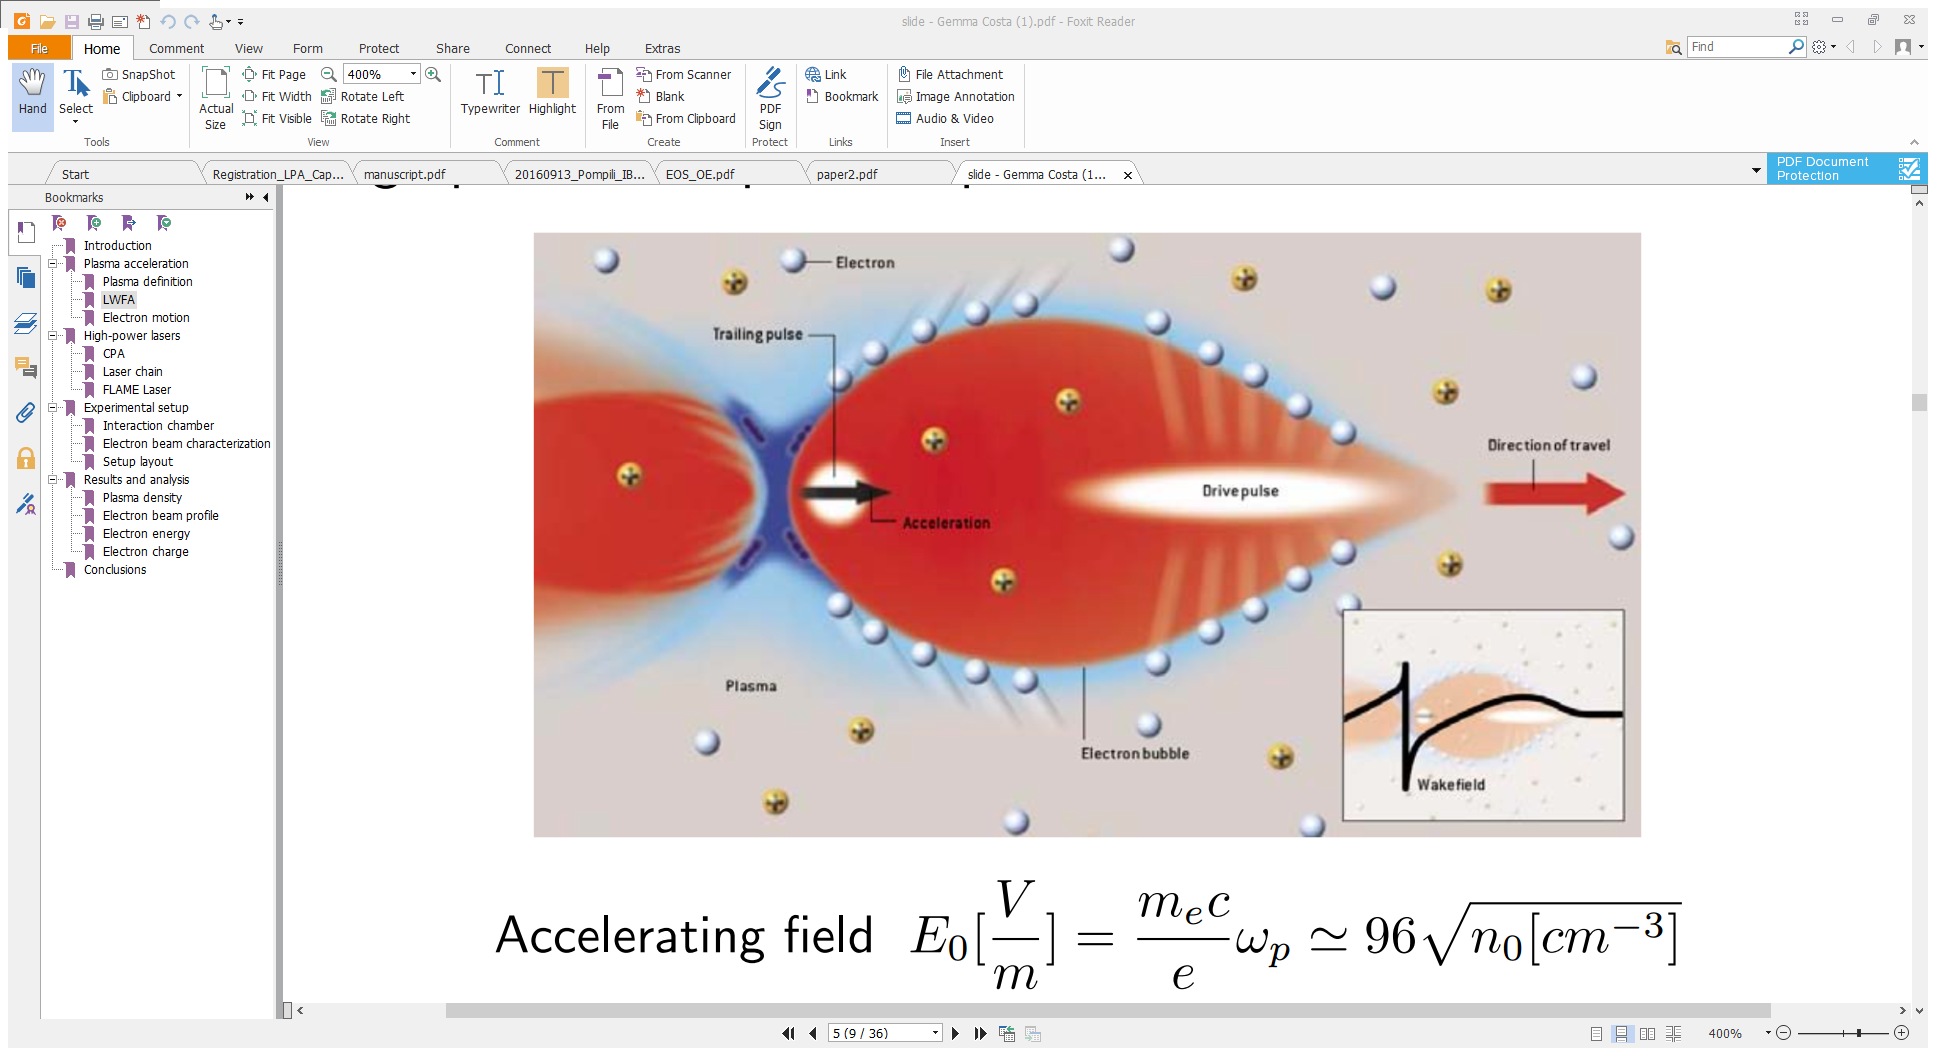 slide - Gemma Costa (1).pdf - Foxit Reader
File Home Comment View Form Protect Share Connect Help Extras
Find
Hand
Select
SnapShot
Clipboard
Tools
Actual Size
Fit Page
Fit Width
Fit Visible
400%
Rotate Left
Rotate Right
View
Typewriter
Highlight
Comment
From File
From Scanner
Blank
From Clipboard
Create
PDF Sign
Protect
Link
Bookmark
Links
File Attachment
Image Annotation
Audio & Video
Insert
Start
Registration_LPA_Cap...
manuscript.pdf
20160913_Pompili_IB...
EOS_OE.pdf
paper2.pdf
slide - Gemma Costa (1...
PDF Document
Protection
Bookmarks
Introduction
Plasma acceleration
Plasma definition
LWFA
Electron motion
High-power lasers
CPA
Laser chain
FLAME Laser
Experimental setup
Interaction chamber
Electron beam characterization
Setup layout
Results and analysis
Plasma density
Electron beam profile
Electron energy
Electron charge
Conclusions
Electron
Trailing pulse
Direction of travel
Drive pulse
Acceleration
Plasma
Electron bubble
Wakefield
Accelerating field E₀[V/m] = mₑc/e ωₚ ≃ 96√n₀[cm⁻³]
5 (9 / 36)
400%